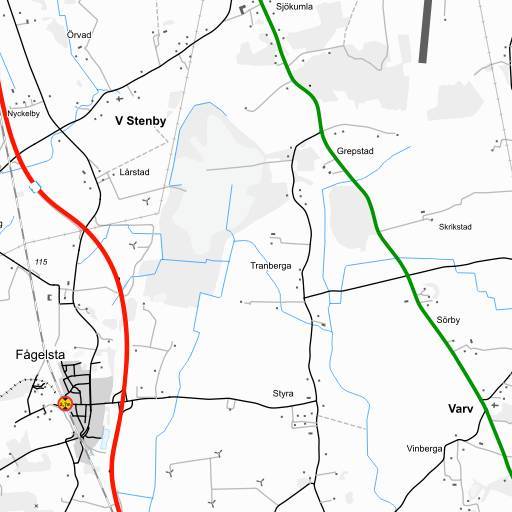 Sjökumla
Örvad
Nyckelby
V Stenby
Grepstad
Lårstad
Skrikstad
g
115
Tranberga
Sörby
Fågelsta
Styra
Varv
Vinberga